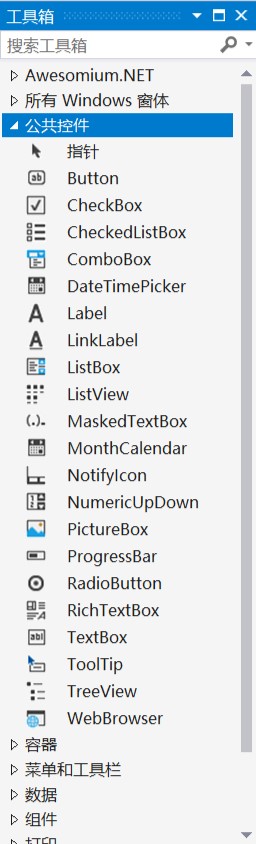 工具箱
搜索工具箱
Awesomium.NET
所有 Windows 窗体
公共控件
指针
Button
CheckBox
CheckedListBox
ComboBox
DateTimePicker
Label
LinkLabel
ListBox
ListView
MaskedTextBox
MonthCalendar
NotifyIcon
NumericUpDown
PictureBox
ProgressBar
RadioButton
RichTextBox
TextBox
ToolTip
TreeView
WebBrowser
容器
菜单和工具栏
数据
组件
打印